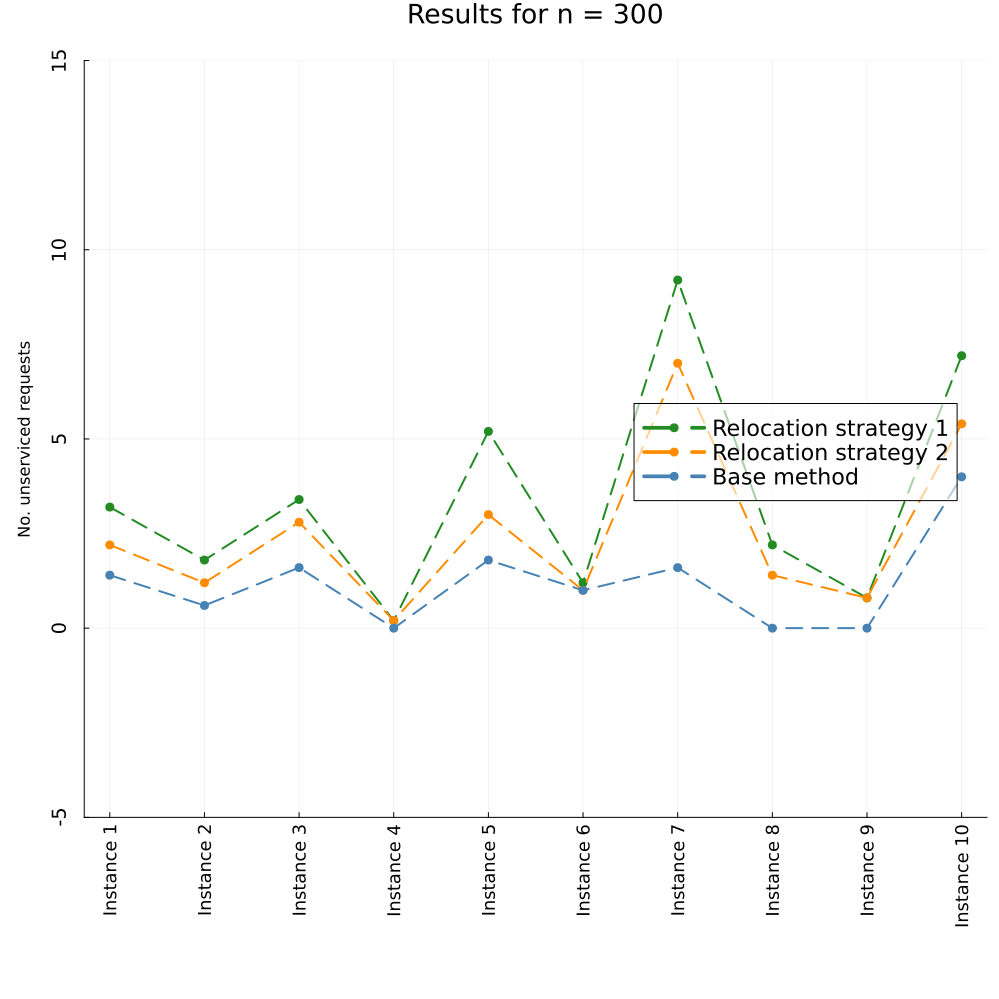 Results for n = 300
15
10
5
0
-5
No. unserviced requests
Relocation strategy 1
Relocation strategy 2
Base method
Instance 1
Instance 2
Instance 3
Instance 4
Instance 5
Instance 6
Instance 7
Instance 8
Instance 9
Instance 10